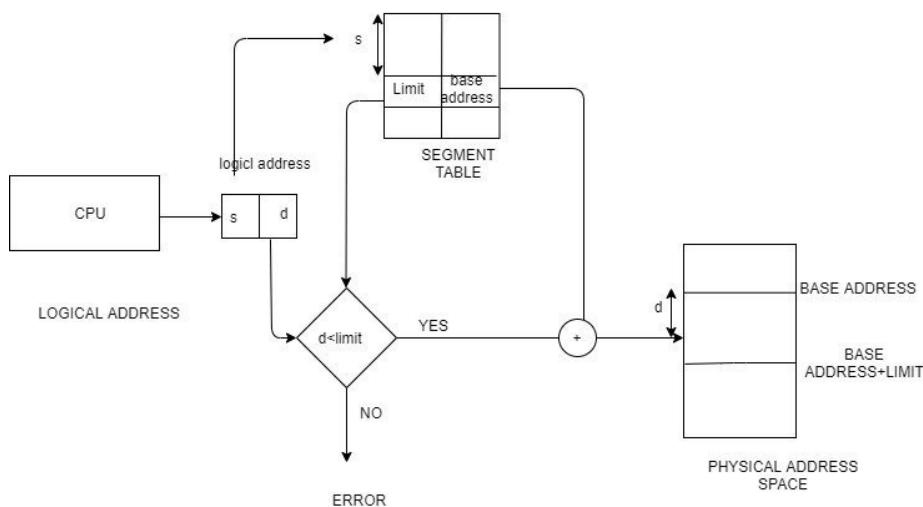 s
Limit
base
address
SEGMENT
TABLE
logicl address
CPU
s
d
LOGICAL ADDRESS
d<limit
YES
+
NO
ERROR
d
BASE ADDRESS
BASE
ADDRESS+LIMIT
PHYSICAL ADDRESS
SPACE